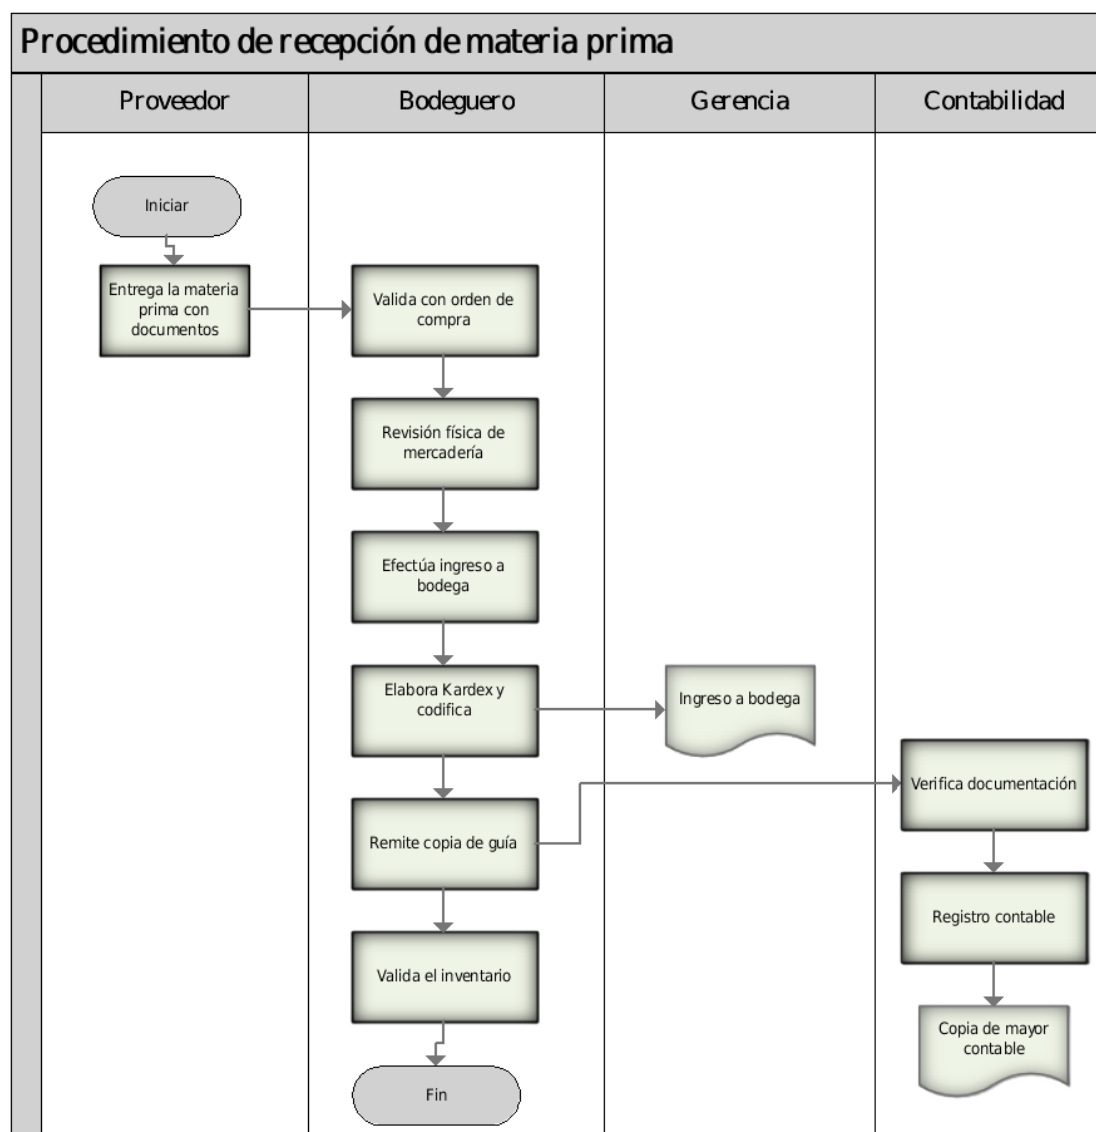 Procedimiento de recepción de materia prima
Proveedor
Bodeguero
Gerencia
Contabilidad
Iniciar
Entrega la materia
prima con
documentos
Valida con orden de
compra
Revisión física de
mercadería
Efectúa ingreso a
bodega
Elabora Kardex y
codifica
Ingreso a bodega
Verifica documentación
Remite copia de guía
Registro contable
Valida el inventario
Copia de mayor
contable
Fin